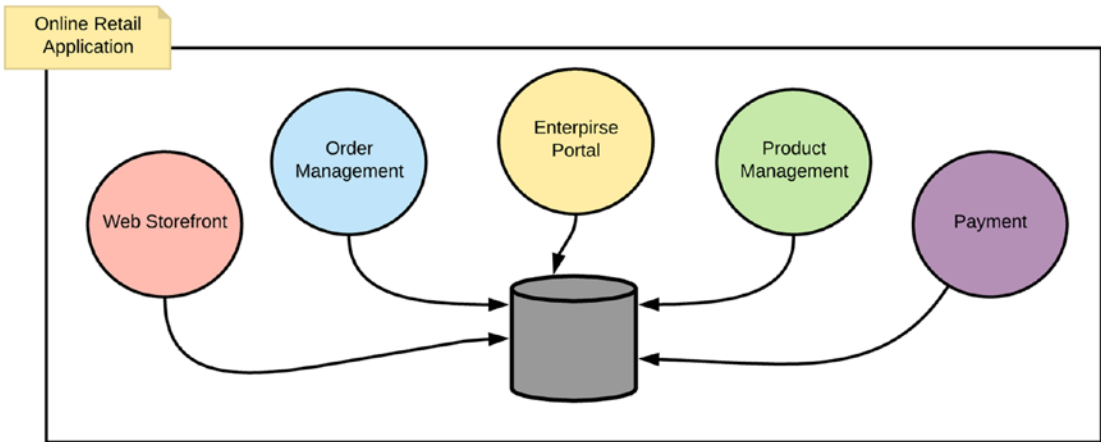 Online Retail
Application
Web Storefront
Order
Management
Enterpirse
Portal
Product
Management
Payment